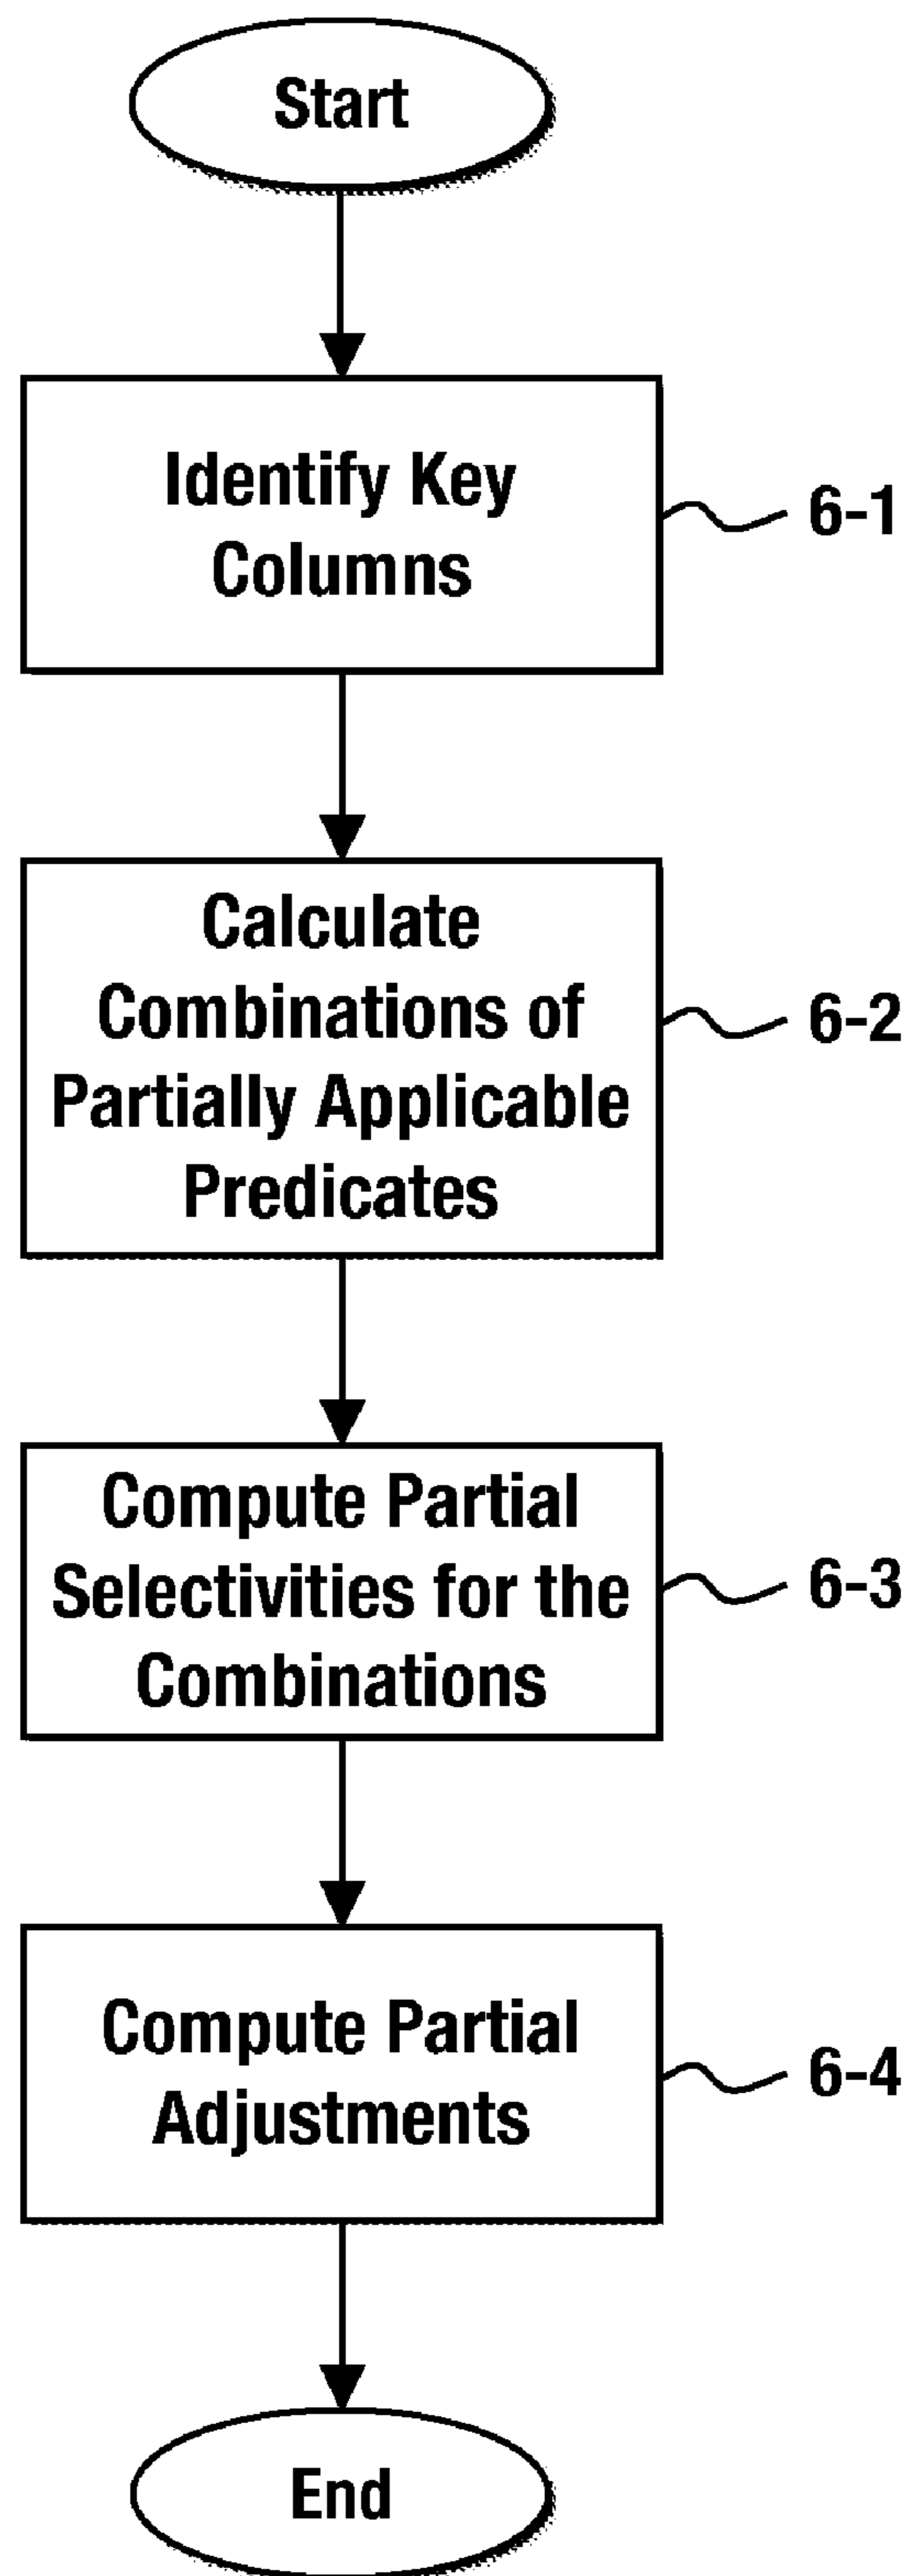 Start
Identify Key
Columns
6-1
Calculate
Combinations of
Partially Applicable
Predicates
6-2
Compute Partial
Selectivities for the
Combinations
6-3
Compute Partial
Adjustments
6-4
End